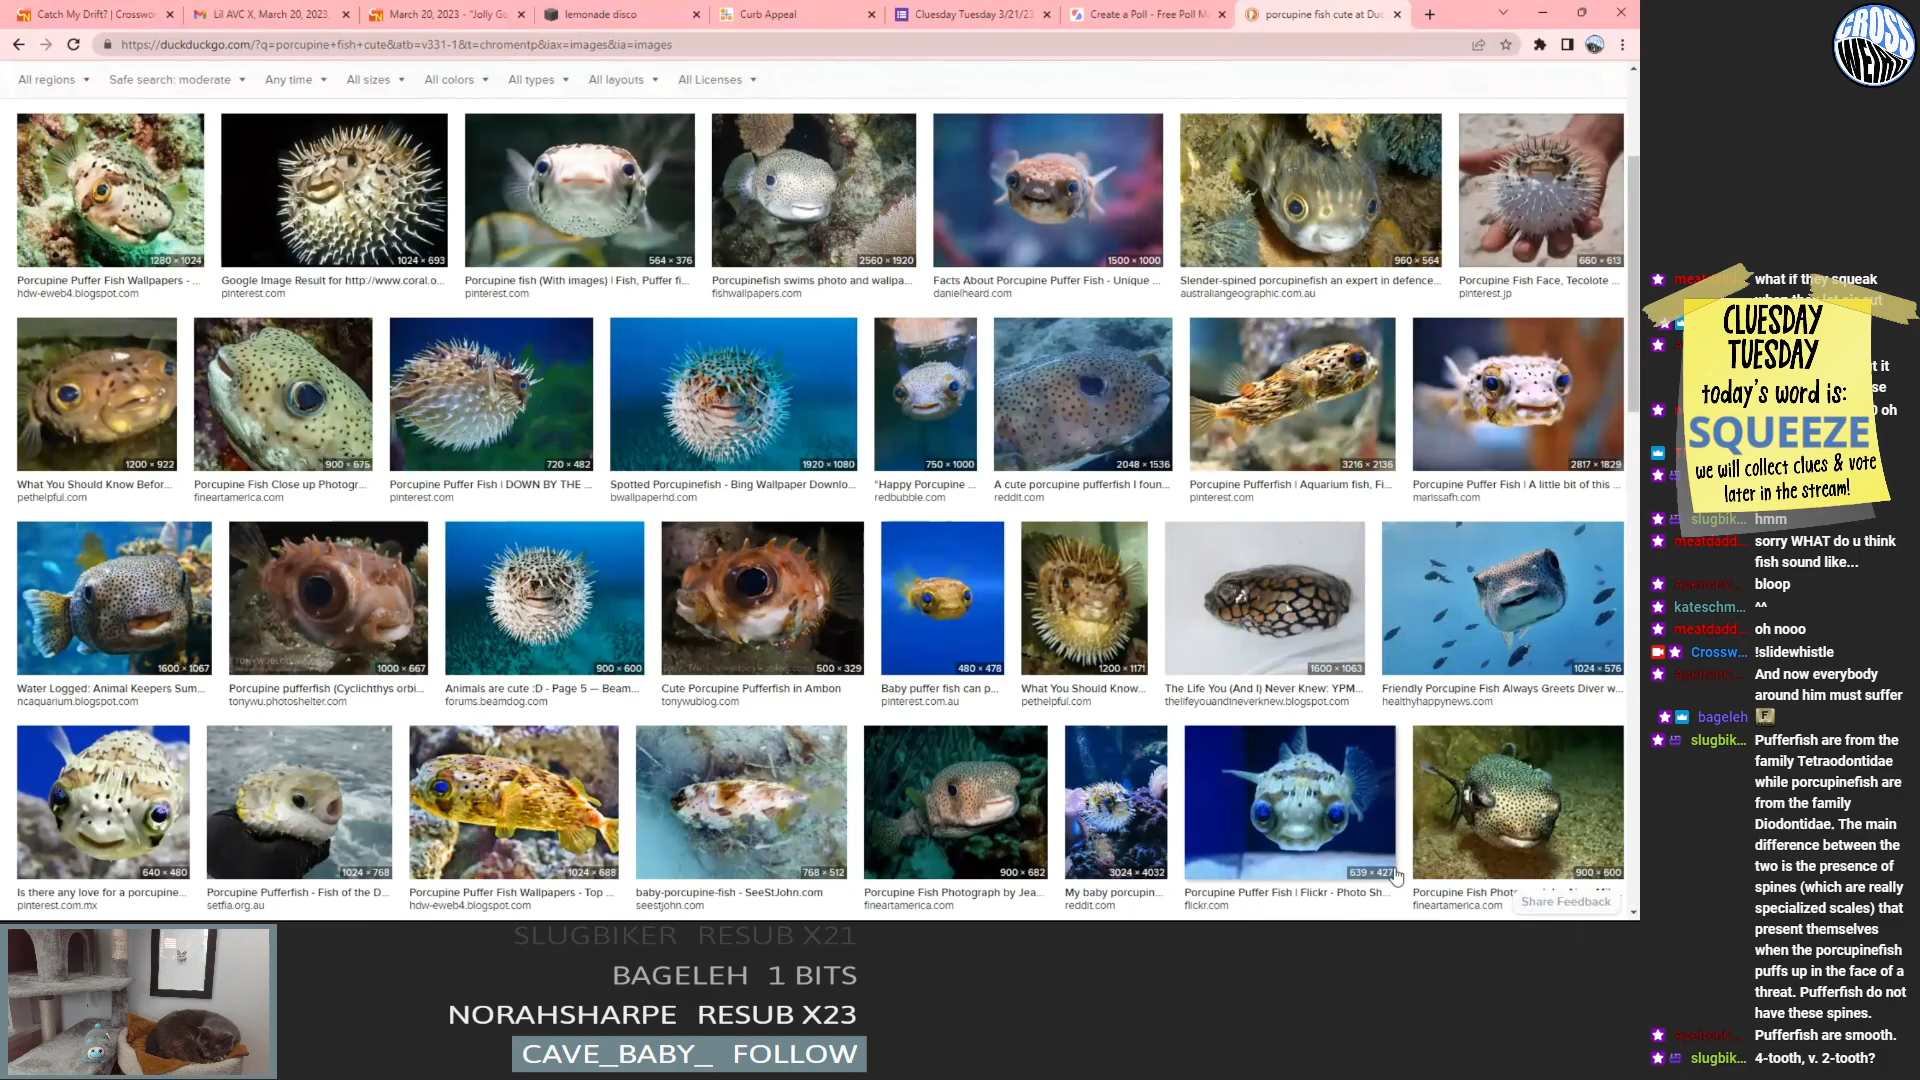 Catch My Drift? | Crosswo
Lil AVC X, March 20, 2023,
March 20, 2023 - "Jolly Go
lemonade disco
Curb Appeal
Cluesday Tuesday 3/21/23
Create a Poll - Free Poll M
porcupine fish cute at Duc
https://duckduckgo.com/?q=porcupine+fish+cute&atb=v331-1&t=chromentp&iax=images&ia=images
All regions
Safe search: moderate
Any time
All sizes
All colors
All types
All layouts
All Licenses
1280 × 1024
1024 × 693
564 × 376
2560 × 1920
1500 × 1000
960 × 564
660 × 613
Porcupine Puffer Fish Wallpapers - ...
hdw-eweb4.blogspot.com
Google Image Result for http://www.coral.o...
pinterest.com
Porcupine fish (With images) | Fish, Puffer fi...
pinterest.com
Porcupinefish swims photo and wallpa...
fishwallpapers.com
Facts About Porcupine Puffer Fish - Unique ...
danielheard.com
Slender-spined porcupinefish an expert in defence...
australiangeographic.com.au
Porcupine Fish Face, Tecolote ...
pinterest.jp
1200 × 922
900 × 675
720 × 482
1920 × 1080
750 × 1000
2048 × 1536
3216 × 2136
2817 × 1829
What You Should Know Befor...
pethelpful.com
Porcupine Fish Close up Photogr...
fineartamerica.com
Porcupine Puffer Fish | DOWN BY THE ...
pinterest.com
Spotted Porcupinefish - Bing Wallpaper Downlo...
bwallpaperhd.com
"Happy Porcupine ...
redbubble.com
A cute porcupine pufferfish I foun...
reddit.com
Porcupine Pufferfish | Aquarium fish, Fi...
pinterest.com
Porcupine Puffer Fish | A little bit of this ...
marissafh.com
1600 × 1067
1000 × 667
900 × 600
500 × 329
480 × 478
1200 × 1171
1600 × 1063
1024 × 576
Water Logged: Animal Keepers Sum...
ncaquarium.blogspot.com
Porcupine pufferfish (Cyclichthys orbi...
tonywu.photoshelter.com
Animals are cute :D - Page 5 — Beam...
forums.beamdog.com
Cute Porcupine Pufferfish in Ambon
tonywublog.com
Baby puffer fish can p...
pinterest.com.au
What You Should Know...
pethelpful.com
The Life You (And I) Never Knew: YPM...
thelifeyouandineverknew.blogspot.com
Friendly Porcupine Fish Always Greets Diver w...
healthyhappynews.com
640 × 480
1024 × 768
1024 × 688
768 × 512
900 × 682
3024 × 4032
639 × 427
900 × 600
Is there any love for a porcupine...
pinterest.com.mx
Porcupine Pufferfish - Fish of the D...
setfia.org.au
Porcupine Puffer Fish Wallpapers - Top ...
hdw-eweb4.blogspot.com
baby-porcupine-fish - SeeStJohn.com
seestjohn.com
Porcupine Fish Photograph by Jea...
fineartamerica.com
My baby porcupin...
reddit.com
Porcupine Puffer Fish | Flickr - Photo Sh...
flickr.com
Porcupine Fish
fineartamerica.com
Share Feedback
CROSS
WEIRD
what if they squeak
CLUESDAY
TUESDAY
today's word is:
SQUEEZE
we will collect clues & vote
later in the stream!
oh
slugbik... hmm
meatdadd... sorry WHAT do u think
fish sound like...
bloop
kateschm... ^^
meatdadd... oh nooo
Crossw... !slidewhistle
And now everybody
around him must suffer
bageleh F
slugbik... Pufferfish are from the
family Tetraodontidae
while porcupinefish are
from the family
Diodontidae. The main
difference between the
two is the presence of
spines (which are really
specialized scales) that
present themselves
when the porcupinefish
puffs up in the face of a
threat. Pufferfish do not
have these spines.
Pufferfish are smooth.
slugbik... 4-tooth, v. 2-tooth?
SLUGBIKER RESUB X21
BAGELEH 1 BITS
NORAHSHARPE RESUB X23
CAVE_BABY_ FOLLOW